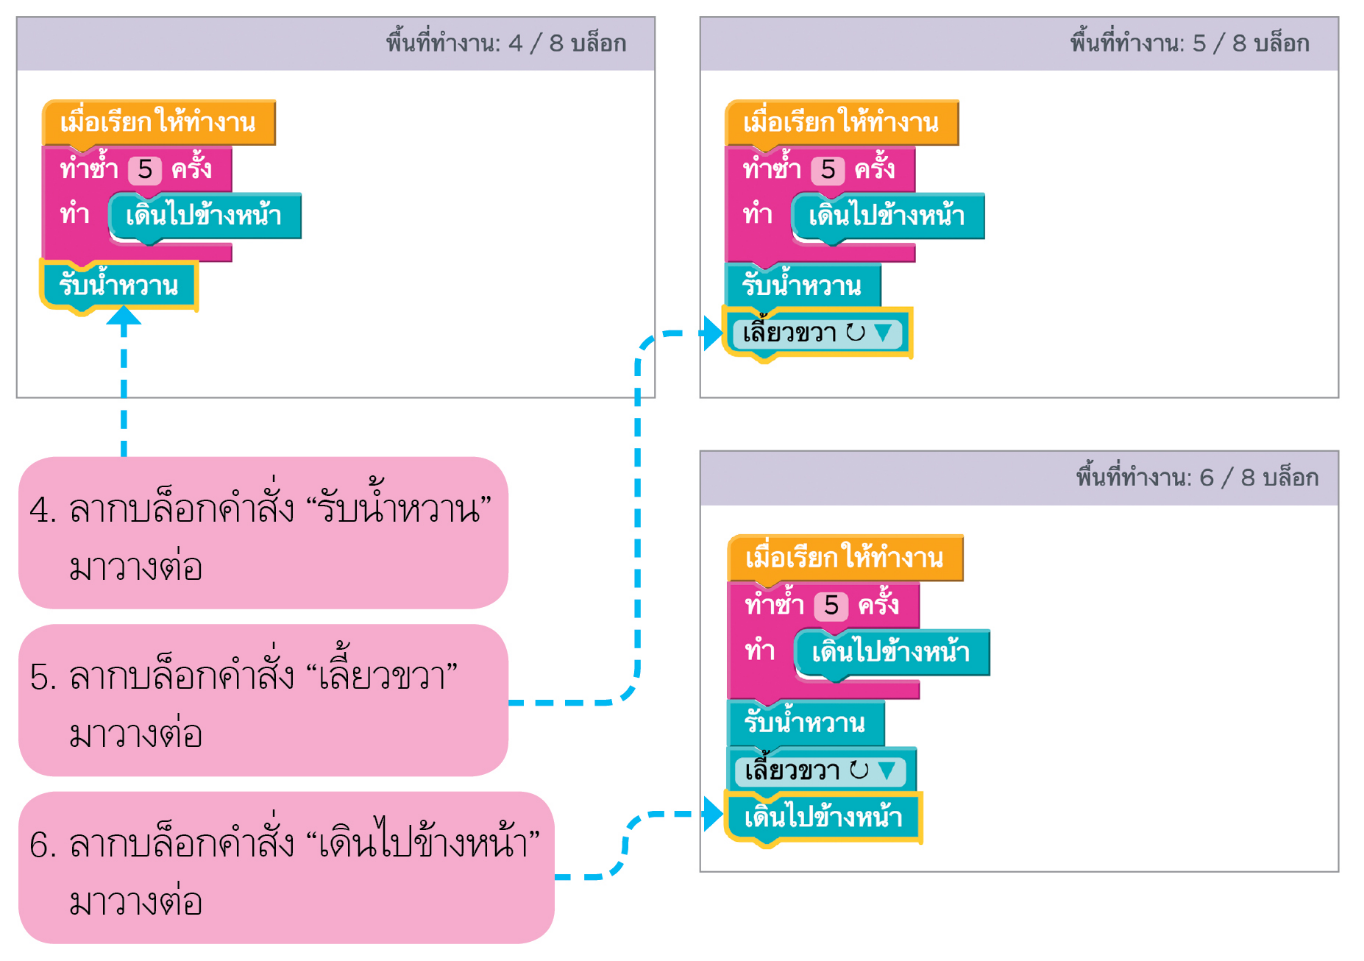 พื้นที่ทำงาน: 4 / 8 บล็อก
เมื่อเรียกให้ทำงาน
ทำซ้ำ 5 ครั้ง
ทำ เดินไปข้างหน้า
รับน้ำหวาน
พื้นที่ทำงาน: 5 / 8 บล็อก
เมื่อเรียกให้ทำงาน
ทำซ้ำ 5 ครั้ง
ทำ เดินไปข้างหน้า
รับน้ำหวาน
เลี้ยวขวา ↻ ▼
4. ลากบล็อกคำสั่ง “รับน้ำหวาน”
มาวางต่อ
5. ลากบล็อกคำสั่ง “เลี้ยวขวา”
มาวางต่อ
6. ลากบล็อกคำสั่ง “เดินไปข้างหน้า”
มาวางต่อ
พื้นที่ทำงาน: 6 / 8 บล็อก
เมื่อเรียกให้ทำงาน
ทำซ้ำ 5 ครั้ง
ทำ เดินไปข้างหน้า
รับน้ำหวาน
เลี้ยวขวา ↻ ▼
เดินไปข้างหน้า